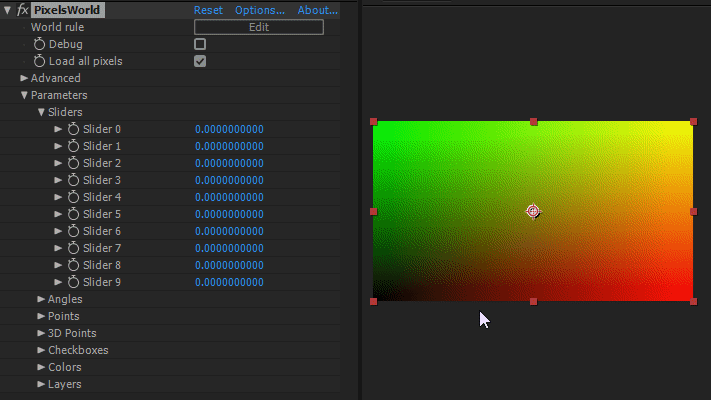 fx PixelsWorld Reset Options... About...
World rule Edit
Debug
Load all pixels
Advanced
Parameters
Sliders
Slider 0 0.0000000000
Slider 1 0.0000000000
Slider 2 0.0000000000
Slider 3 0.0000000000
Slider 4 0.0000000000
Slider 5 0.0000000000
Slider 6 0.0000000000
Slider 7 0.0000000000
Slider 8 0.0000000000
Slider 9 0.0000000000
Angles
Points
3D Points
Checkboxes
Colors
Layers